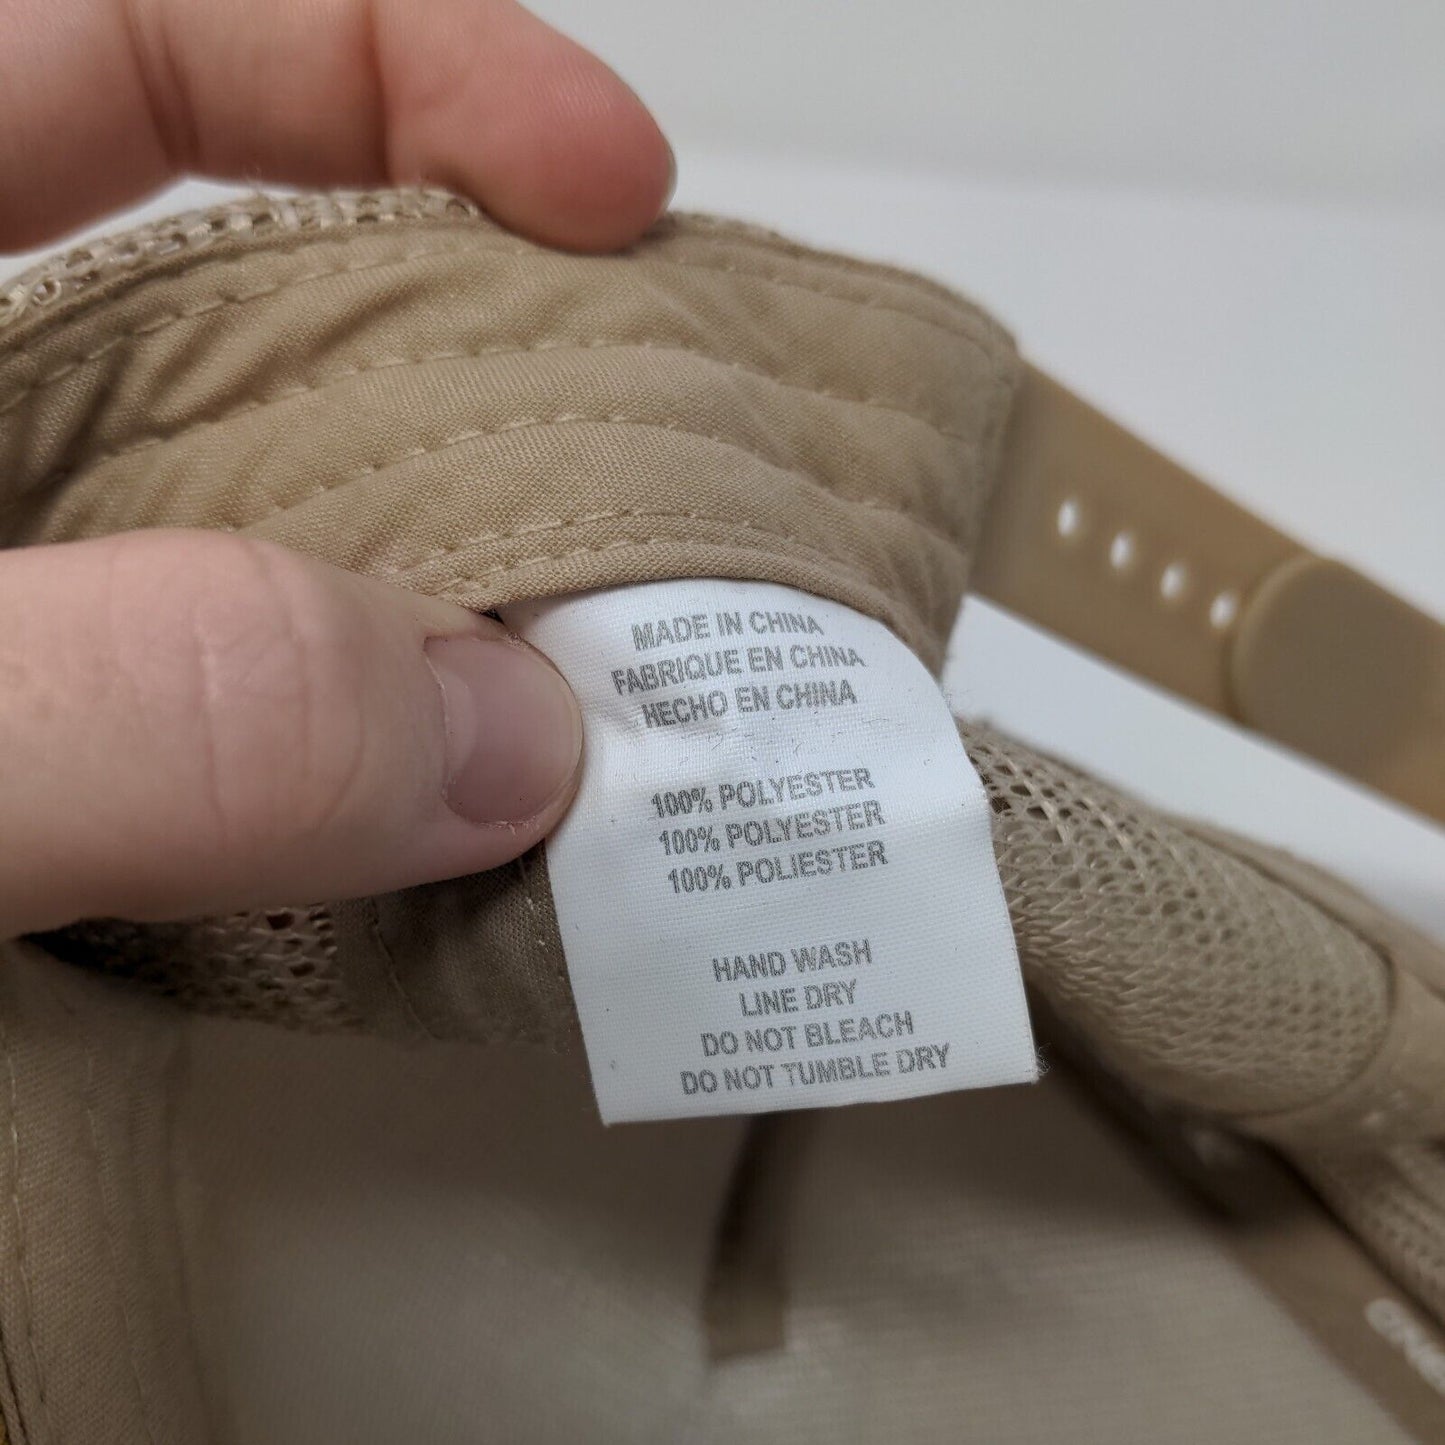 MADE IN CHINA
FABRIQUE EN CHINA
HECHO EN CHINA
100% POLYESTER
100% POLYESTER
100% POLIESTER
HAND WASH
LINE DRY
DO NOT BLEACH
DO NOT TUMBLE DRY